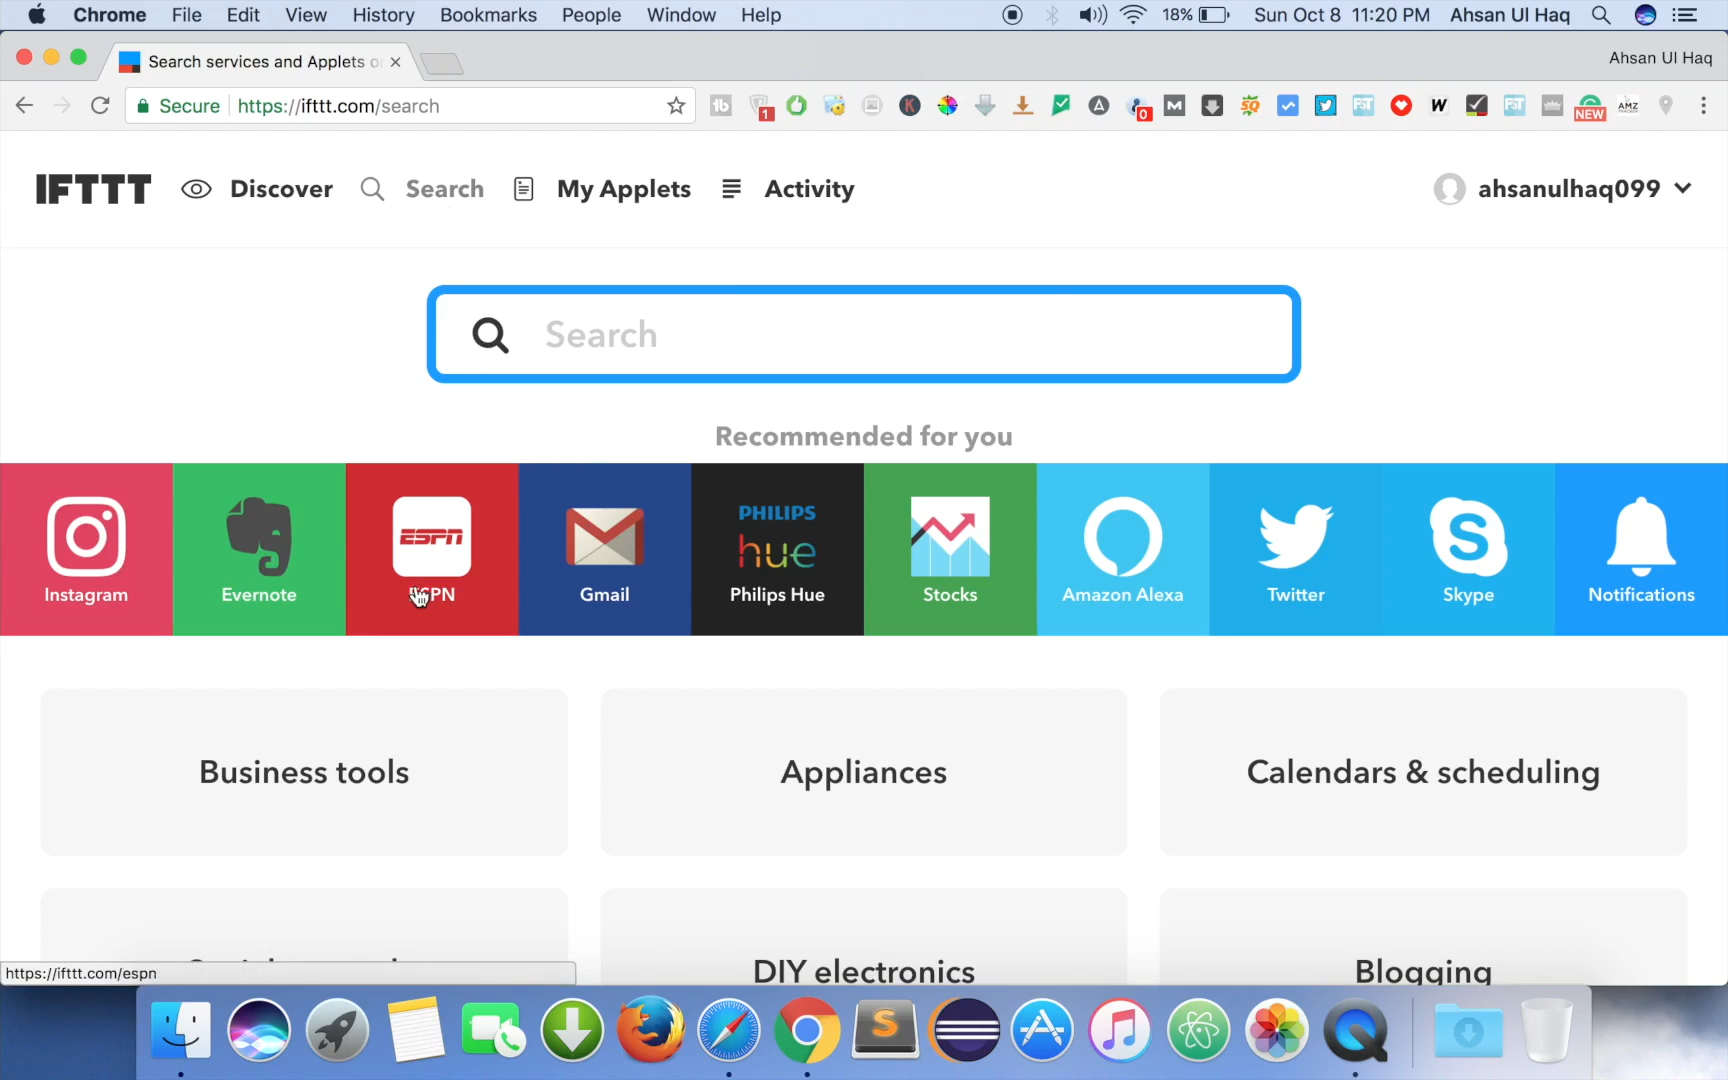 Chrome File Edit View History Bookmarks People Window Help 18% Sun Oct 8 11:20 PM Ahsan Ul Haq
Search services and Applets o Ahsan Ul Haq
Secure https://ifttt.com/search
1 0 NEW AMZ
IFTTT Discover Search My Applets Activity ahsanulhaq099
Search
Recommended for you
ESPN PHILIPS hue
Instagram Evernote Gmail Philips Hue Stocks Amazon Alexa Twitter Skype Notifications
Business tools Appliances Calendars & scheduling
DIY electronics Blogging
https://ifttt.com/espn